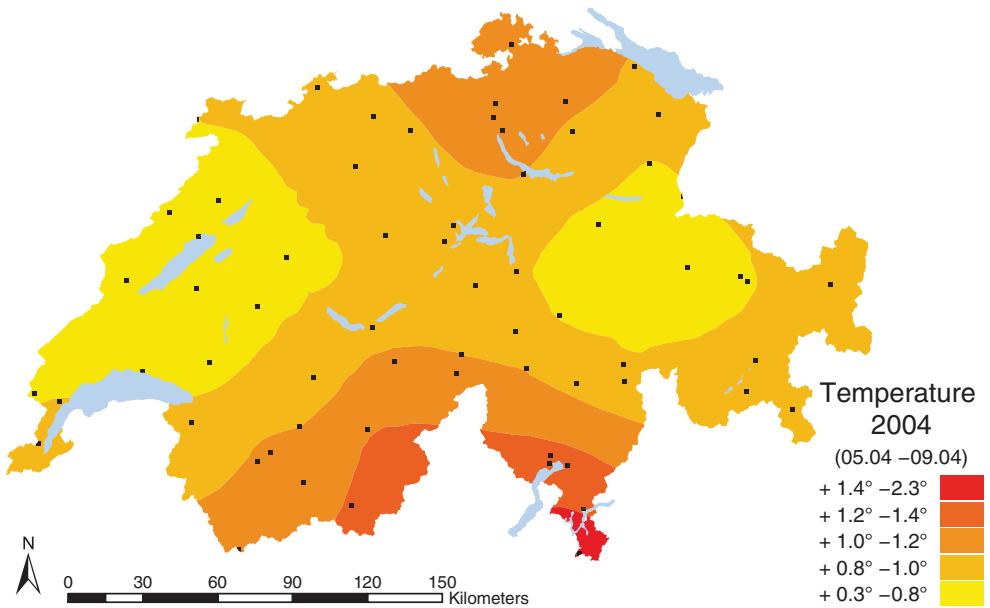 Temperature
2004
(05.04 –09.04)
+ 1.4° –2.3°
+ 1.2° –1.4°
+ 1.0° –1.2°
+ 0.8° –1.0°
+ 0.3° –0.8°
N
0 30 60 90 120 150
Kilometers